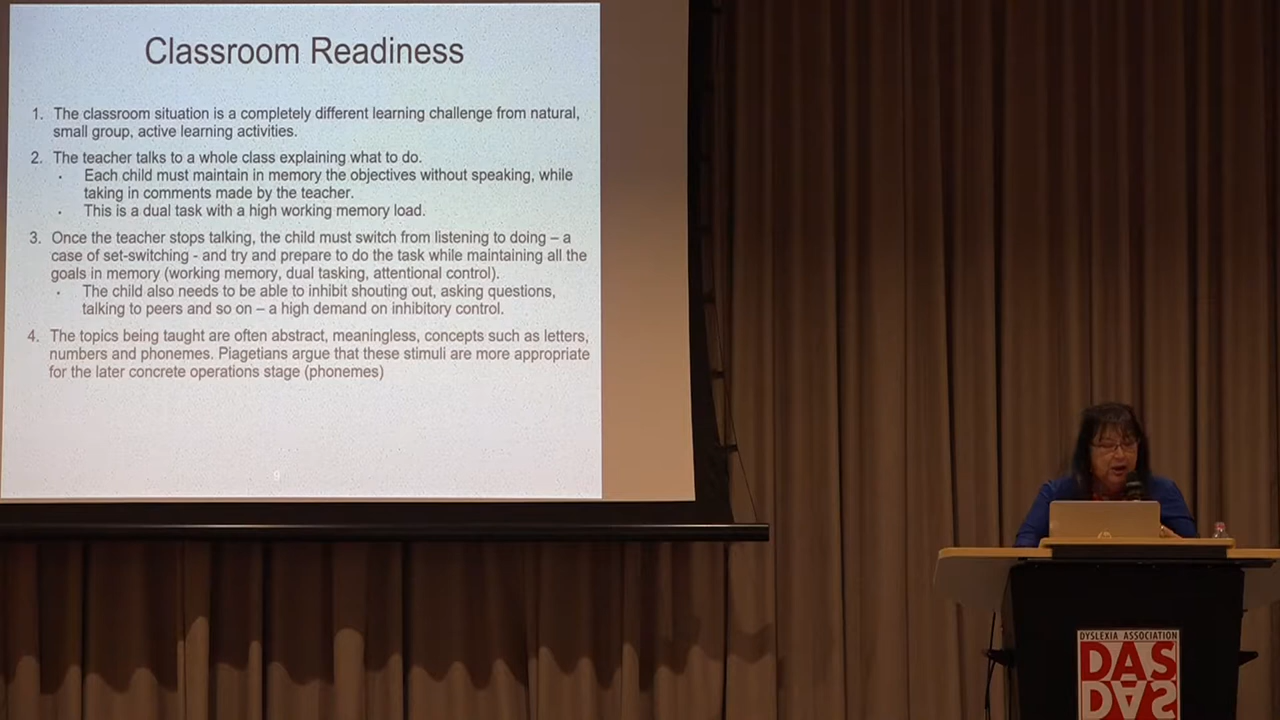 Classroom Readiness
1. The classroom situation is a completely different learning challenge from natural,
small group, active learning activities.
2. The teacher talks to a whole class explaining what to do.
· Each child must maintain in memory the objectives without speaking, while
taking in comments made by the teacher.
· This is a dual task with a high working memory load.
3. Once the teacher stops talking, the child must switch from listening to doing – a
case of set-switching - and try and prepare to do the task while maintaining all the
goals in memory (working memory, dual tasking, attentional control).
· The child also needs to be able to inhibit shouting out, asking questions,
talking to peers and so on – a high demand on inhibitory control.
4. The topics being taught are often abstract, meaningless, concepts such as letters,
numbers and phonemes. Piagetians argue that these stimuli are more appropriate
for the later concrete operations stage (phonemes)
9
DYSLEXIA ASSOCIATION
DAS
DAS